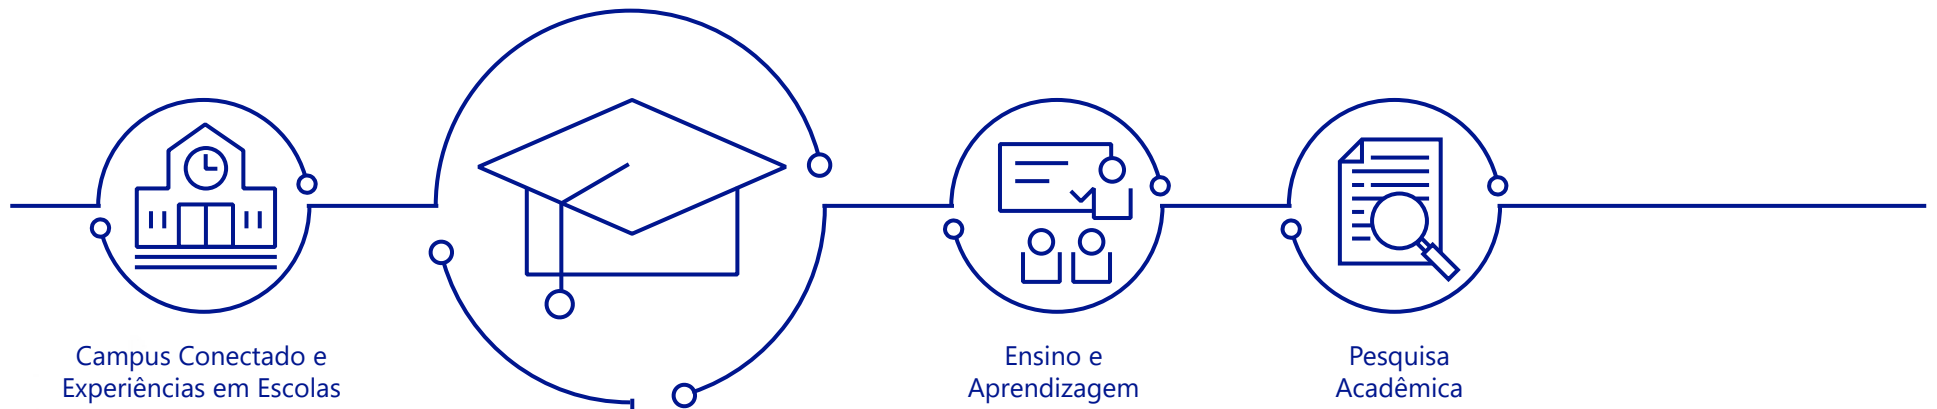 Campus Conectado e
Experiências em Escolas
Ensino e
Aprendizagem
Pesquisa
Acadêmica